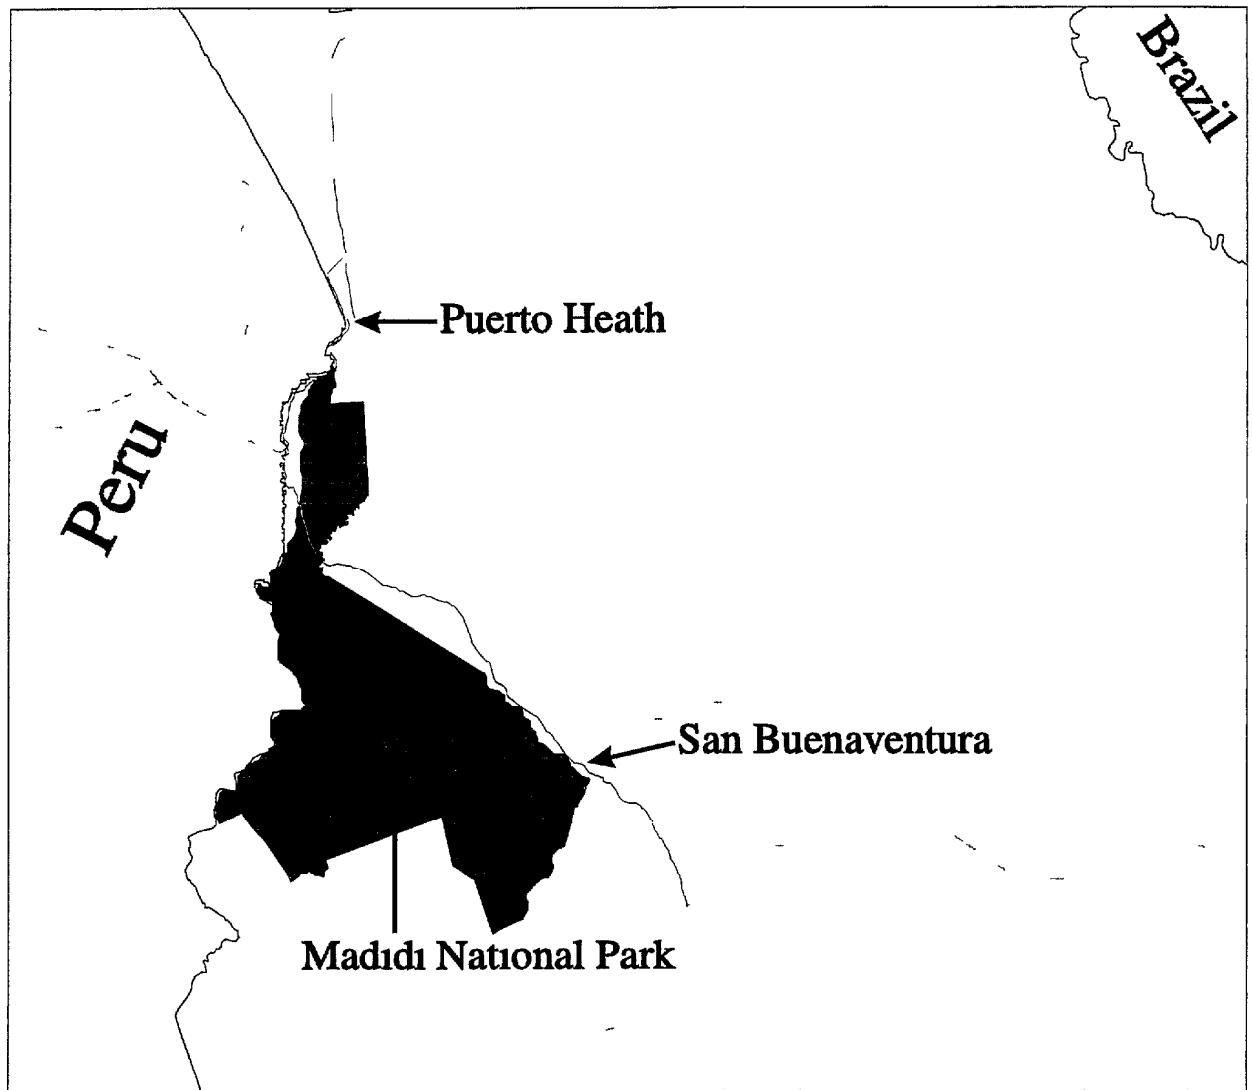 Brazil
Puerto Heath
Peru
San Buenaventura
Madidi National Park